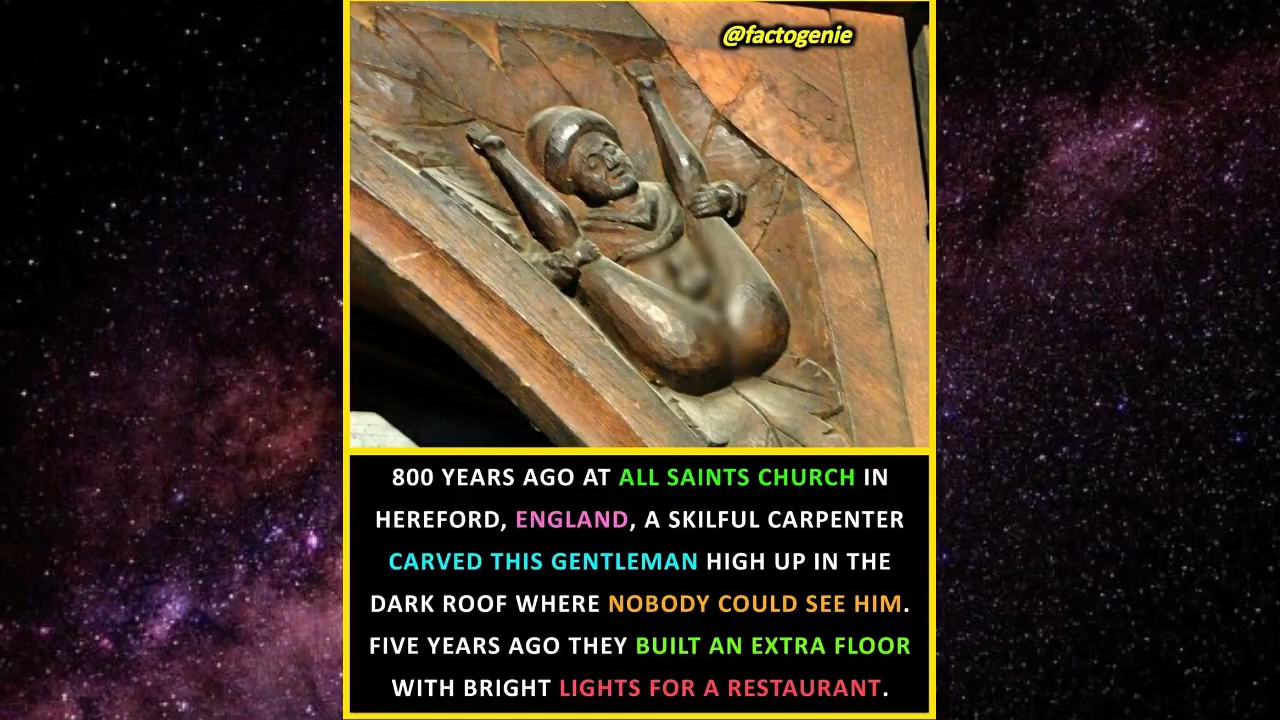 @factogenie
800 YEARS AGO AT ALL SAINTS CHURCH IN
HEREFORD, ENGLAND, A SKILFUL CARPENTER
CARVED THIS GENTLEMAN HIGH UP IN THE
DARK ROOF WHERE NOBODY COULD SEE HIM.
FIVE YEARS AGO THEY BUILT AN EXTRA FLOOR
WITH BRIGHT LIGHTS FOR A RESTAURANT.